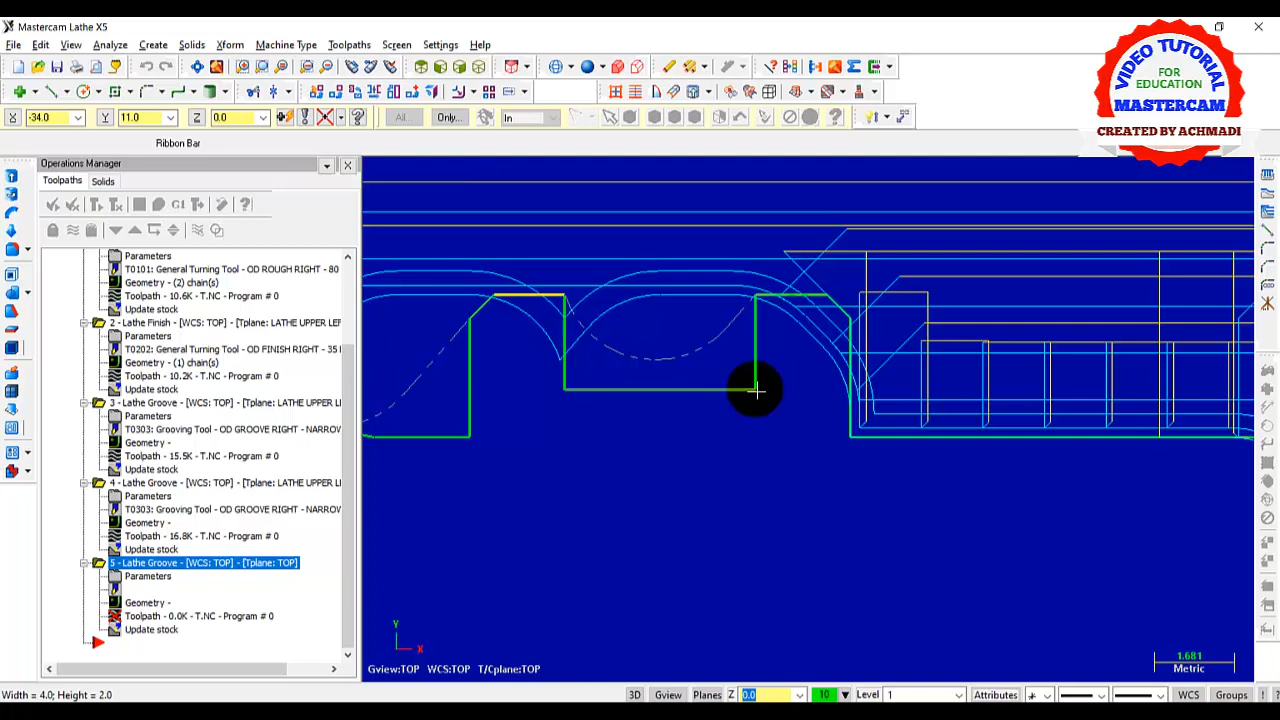 Mastercam Lathe X5
File Edit View Analyze Create Solids Xform Machine Type Toolpaths Screen Settings Help
VIDEO TUTORIAL
FOR
EDUCATION
MASTERCAM
CREATED BY ACHMADI
X -34.0 Y 11.0 Z 0.0 All... Only... In
Ribbon Bar
Operations Manager
Toolpaths Solids
G1
Parameters
T0101: General Turning Tool - OD ROUGH RIGHT - 80
Geometry - (2) chain(s)
Toolpath - 10.6K - T.NC - Program # 0
Update stock
2 - Lathe Finish - [WCS: TOP] - [Tplane: LATHE UPPER LEF
Parameters
T0202: General Turning Tool - OD FINISH RIGHT - 35
Geometry - (1) chain(s)
Toolpath - 10.2K - T.NC - Program # 0
Update stock
3 - Lathe Groove - [WCS: TOP] - [Tplane: LATHE UPPER L
Parameters
T0303: Grooving Tool - OD GROOVE RIGHT - NARROW
Geometry -
Toolpath - 15.5K - T.NC - Program # 0
Update stock
4 - Lathe Groove - [WCS: TOP] - [Tplane: LATHE UPPER L
Parameters
T0303: Grooving Tool - OD GROOVE RIGHT - NARROW
Geometry -
Toolpath - 16.8K - T.NC - Program # 0
Update stock
5 - Lathe Groove - [WCS: TOP] - [Tplane: TOP]
Parameters
Geometry -
Toolpath - 0.0K - T.NC - Program # 0
Update stock
Y
X
Gview:TOP WCS:TOP T/Cplane:TOP
1.681
Metric
Width = 4.0; Height = 2.0
3D Gview Planes Z 0.0 10 Level 1 Attributes WCS Groups ! ?